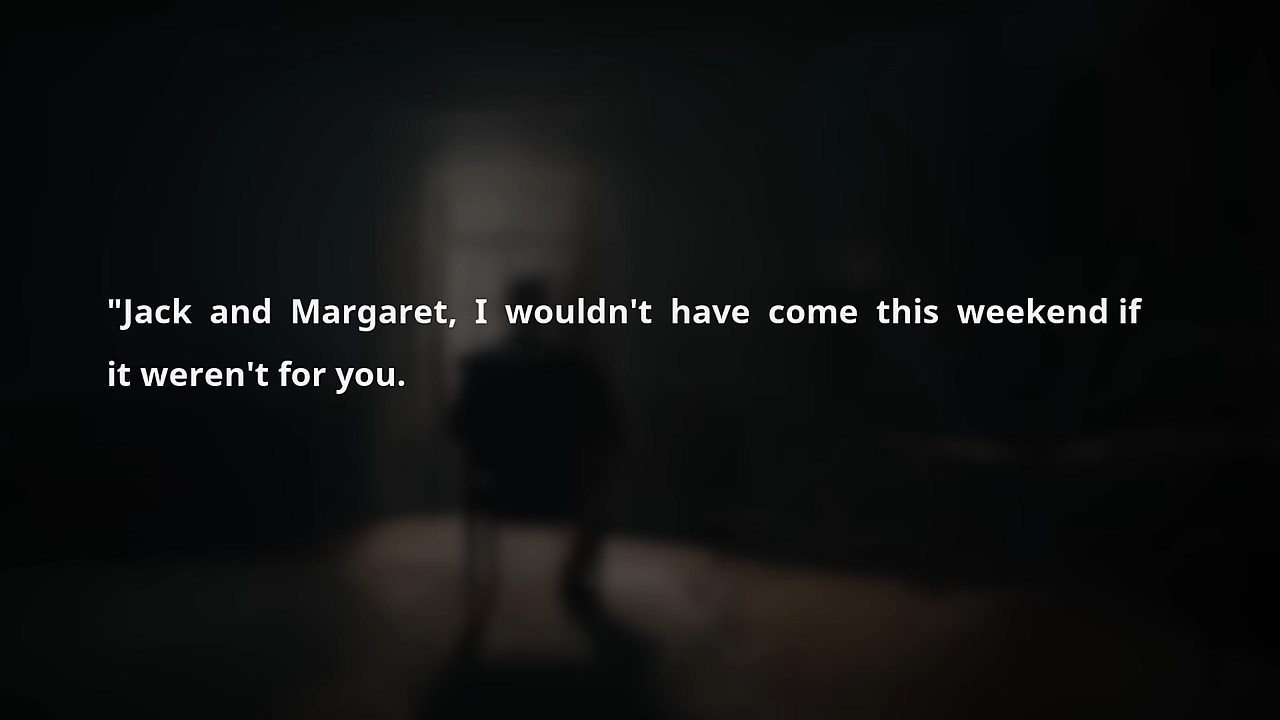 "Jack and Margaret, I wouldn't have come this weekend if
it weren't for you.